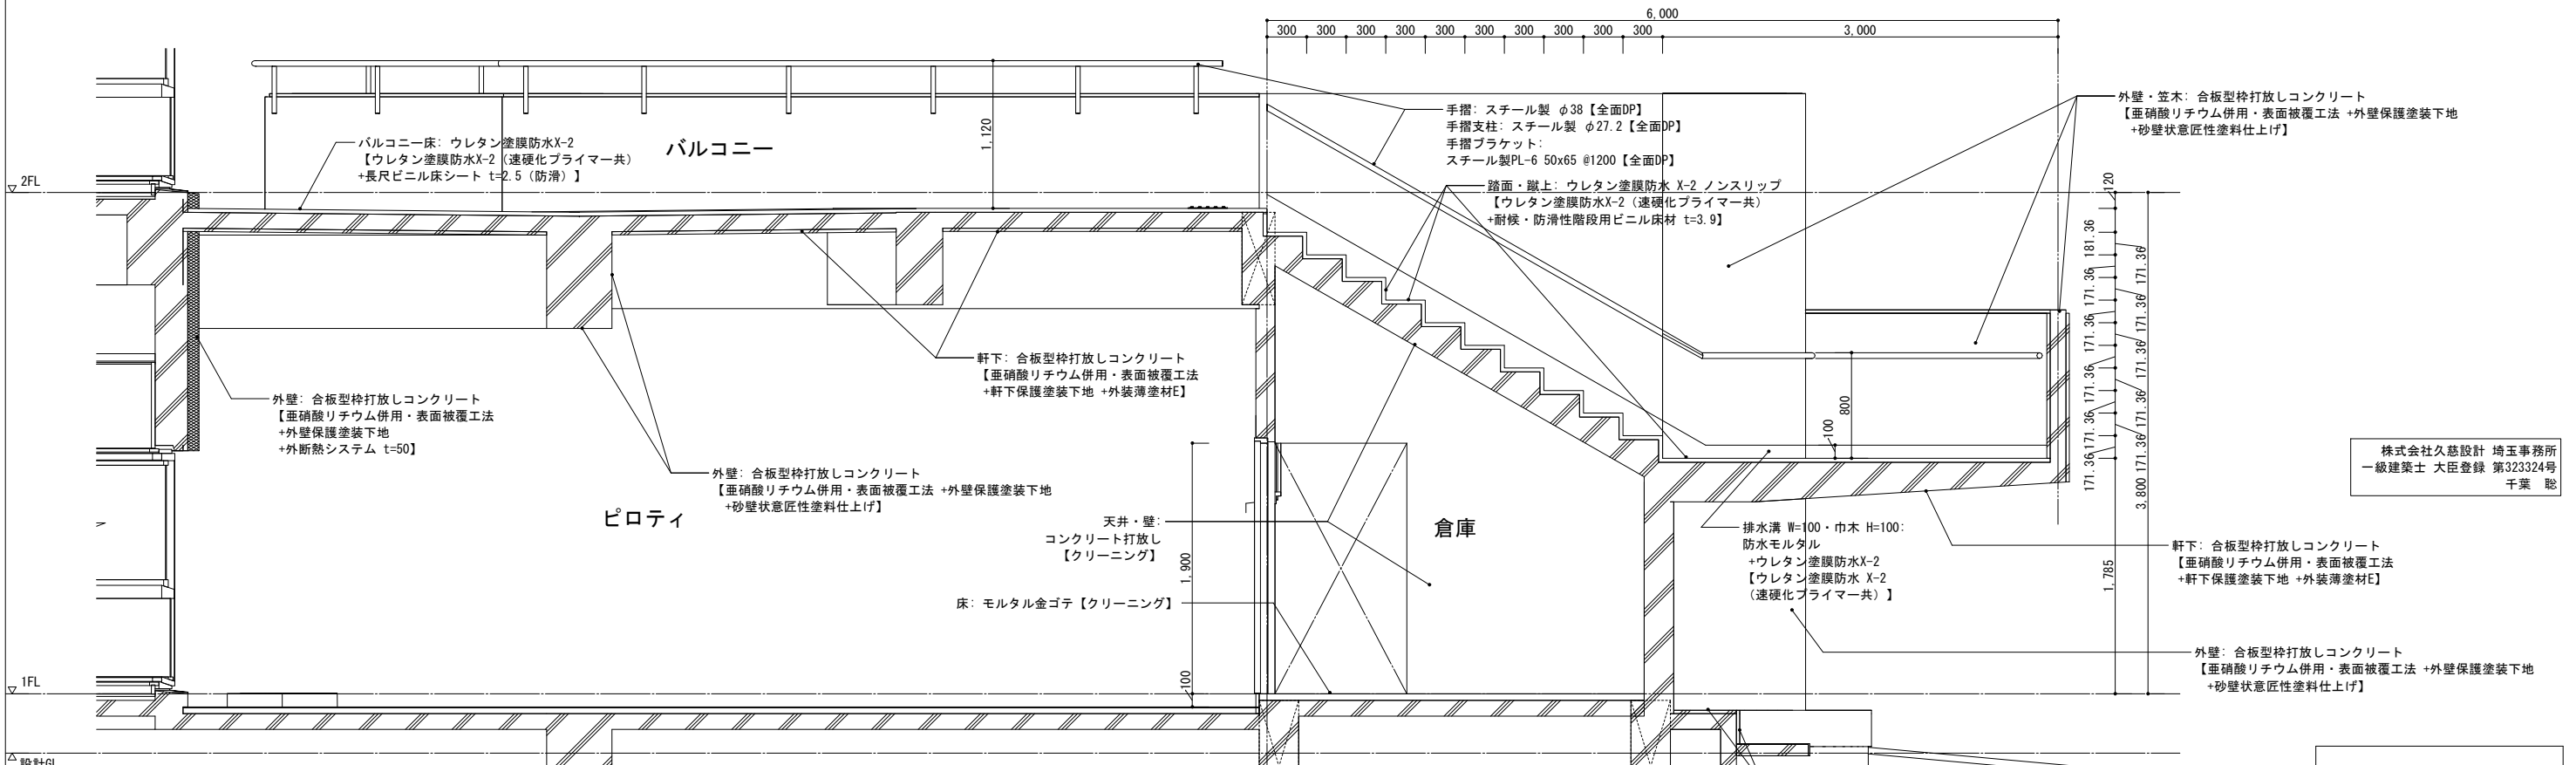 6,000
300 300 300 300 300 300 300 300 300 300 3,000
バルコニー床: ウレタン塗膜防水X-2
【ウレタン塗膜防水X-2（速硬化プライマー共）
+長尺ビニル床シート t=2.5（防滑）】
バルコニー
1,120
手摺: スチール製 φ38【全面DP】
手摺支柱: スチール製 φ27.2【全面DP】
手摺ブラケット:
スチール製PL-6 50x65 @1200【全面DP】
踏面・蹴上: ウレタン塗膜防水 X-2 ノンスリップ
【ウレタン塗膜防水X-2（速硬化プライマー共）
+耐候・防滑性階段用ビニル床材 t=3.9】
外壁・笠木: 合板型枠打放しコンクリート
【亜硝酸リチウム併用・表面被覆工法 +外壁保護塗装下地
+砂壁状意匠性塗料仕上げ】
2FL
120
181.36
171.36
171.36
171.36
171.36
171.36
171.36
171.36
171.36
171.36
171.36
171.36
3,800
1,785
外壁: 合板型枠打放しコンクリート
【亜硝酸リチウム併用・表面被覆工法
+外壁保護塗装下地
+外断熱システム t=50】
軒下: 合板型枠打放しコンクリート
【亜硝酸リチウム併用・表面被覆工法
+軒下保護塗装下地 +外装薄塗材E】
外壁: 合板型枠打放しコンクリート
【亜硝酸リチウム併用・表面被覆工法 +外壁保護塗装下地
+砂壁状意匠性塗料仕上げ】
ピロティ
800
100
株式会社久慈設計 埼玉事務所
一級建築士 大臣登録 第323324号
千葉 聡
天井・壁:
コンクリート打放し
【クリーニング】
倉庫
1,900
床: モルタル金ゴテ【クリーニング】
100
排水溝 W=100・巾木 H=100:
防水モルタル
+ウレタン塗膜防水X-2
【ウレタン塗膜防水 X-2
（速硬化プライマー共）】
軒下: 合板型枠打放しコンクリート
【亜硝酸リチウム併用・表面被覆工法
+軒下保護塗装下地 +外装薄塗材E】
外壁: 合板型枠打放しコンクリート
【亜硝酸リチウム併用・表面被覆工法 +外壁保護塗装下地
+砂壁状意匠性塗料仕上げ】
1FL
設計GL